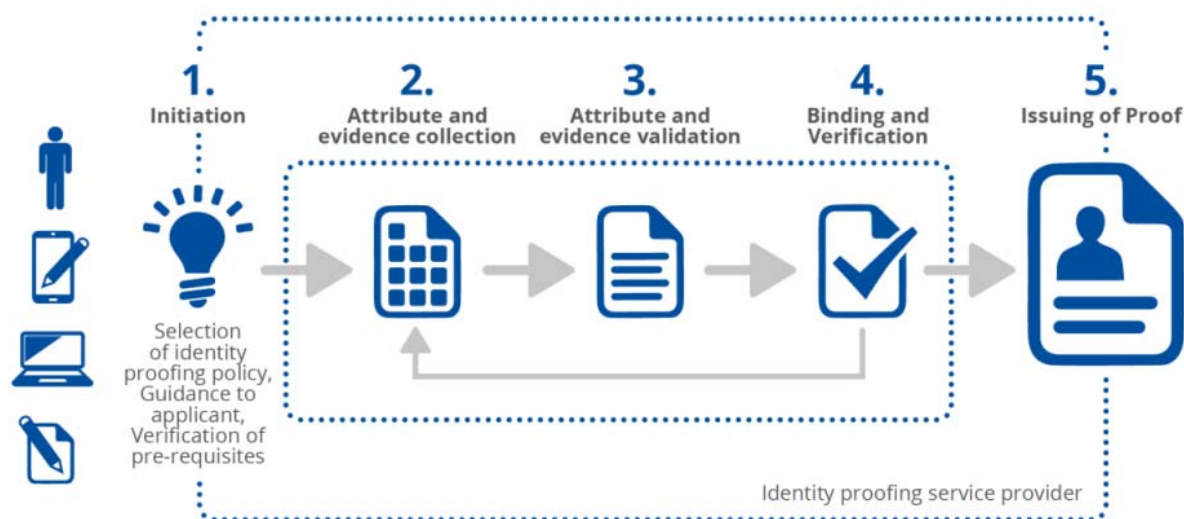 1.
Initiation
2.
Attribute and
evidence collection
3.
Attribute and
evidence validation
4.
Binding and
Verification
5.
Issuing of Proof
Selection
of identity
proofing policy,
Guidance to
applicant,
Verification of
pre-requisites
Identity proofing service provider